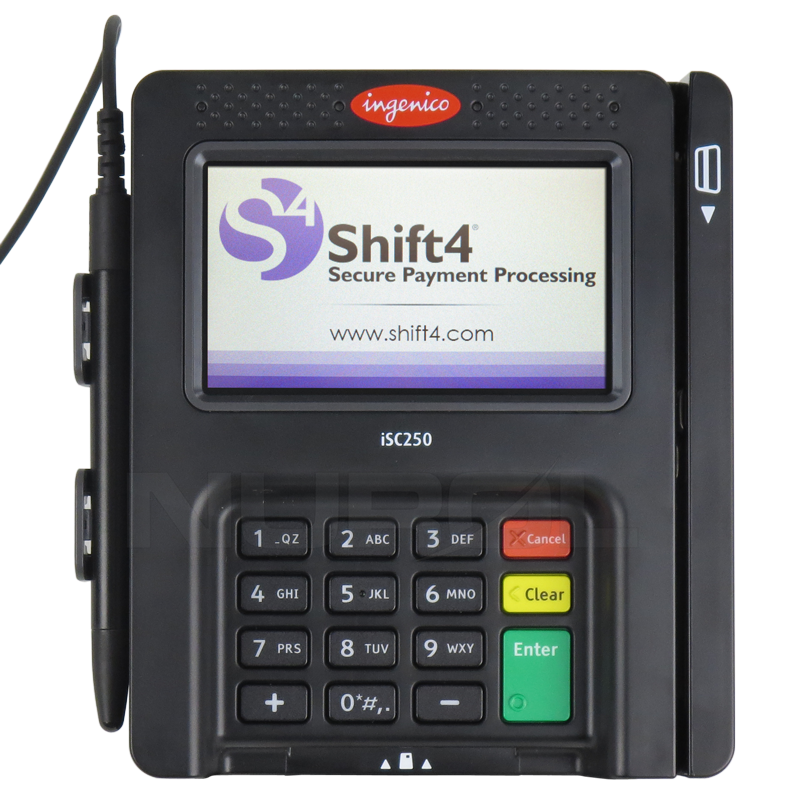 ingenico
S4
Shift4®
Secure Payment Processing
www.shift4.com
iSC250
1 _QZ 2 ABC 3 DEF Cancel
4 GHI 5 JKL 6 MNO Clear
7 PRS 8 TUV 9 WXY Enter
+ 0*#,. −